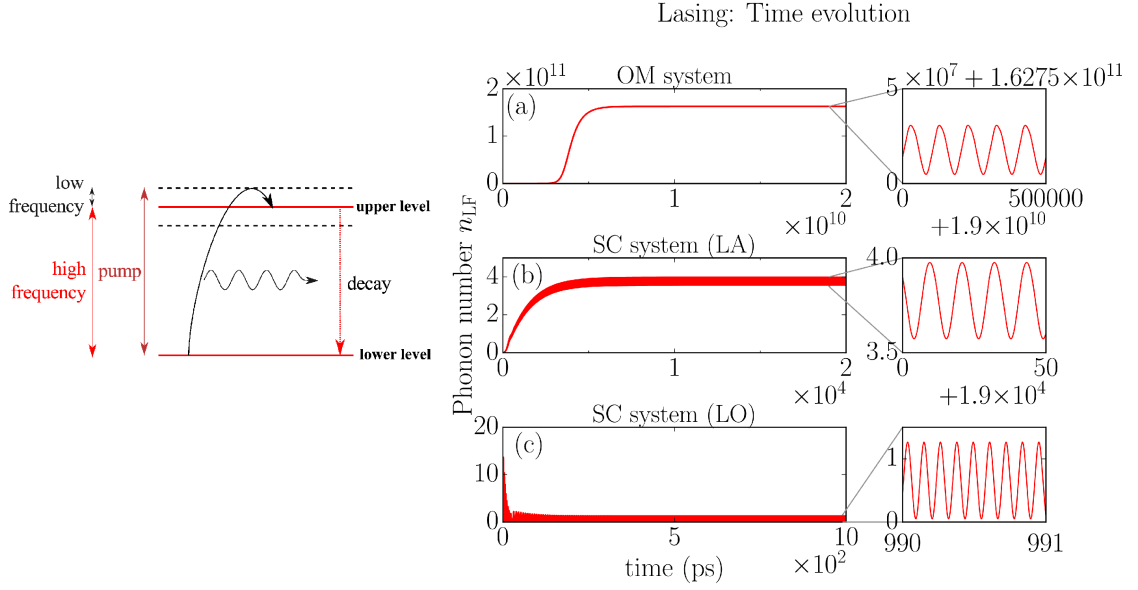 Lasing: Time evolution
low
frequency
high
frequency
pump
upper level
decay
lower level
Phonon number n_LF
×10^11
OM system
(a)
2
1
0
0
1
2
×10^10
×10^7 + 1.6275×10^11
5
0
0
500000
+1.9×10^10
SC system (LA)
(b)
4
2
0
0
1
2
×10^4
4.0
3.5
0
50
+1.9×10^4
SC system (LO)
(c)
20
10
0
0
5
10
×10^2
time (ps)
1
0
990
991